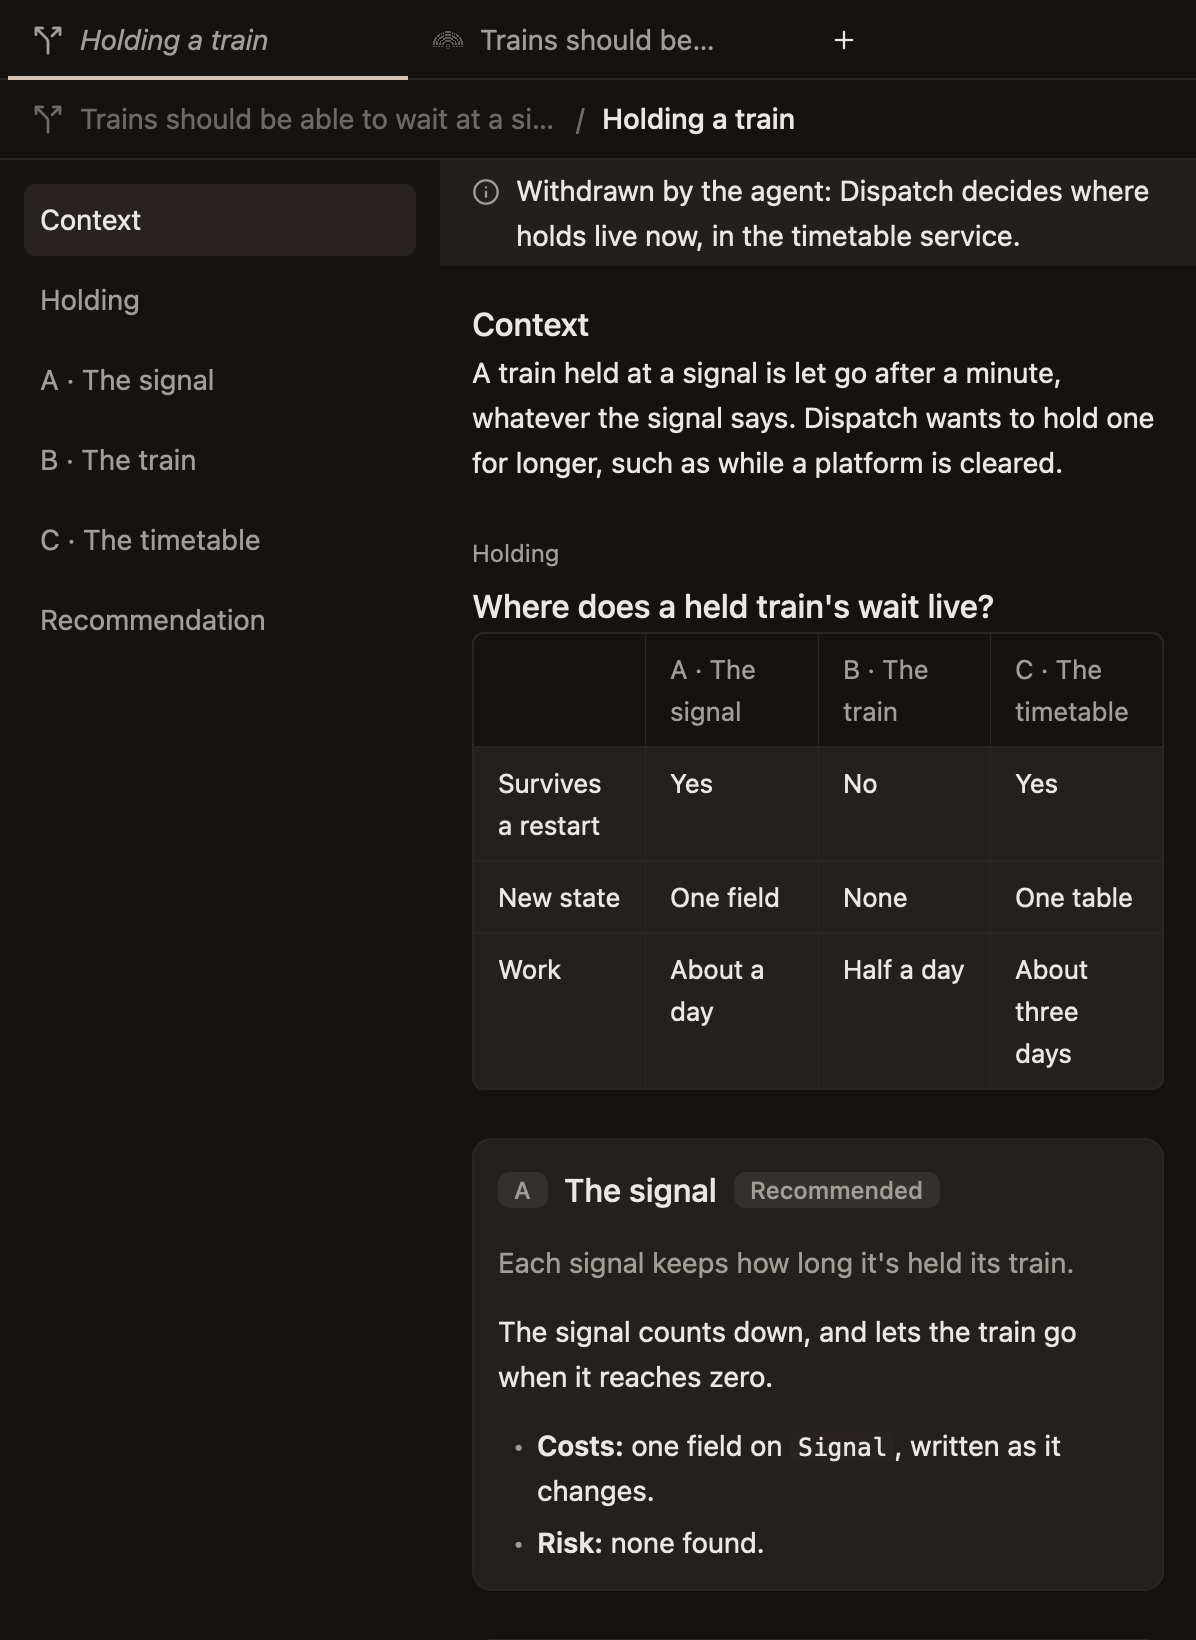 Holding a train
Trains should be...
Trains should be able to wait at a si... / Holding a train
Context
Holding
A · The signal
B · The train
C · The timetable
Recommendation
Withdrawn by the agent: Dispatch decides where
holds live now, in the timetable service.
Context
A train held at a signal is let go after a minute,
whatever the signal says. Dispatch wants to hold one
for longer, such as while a platform is cleared.
Holding
Where does a held train's wait live?
A · The signal
B · The train
C · The timetable
Survives a restart
Yes
No
Yes
New state
One field
None
One table
Work
About a day
Half a day
About three days
A
The signal
Recommended
Each signal keeps how long it's held its train.
The signal counts down, and lets the train go
when it reaches zero.
• Costs: one field on Signal, written as it
changes.
• Risk: none found.